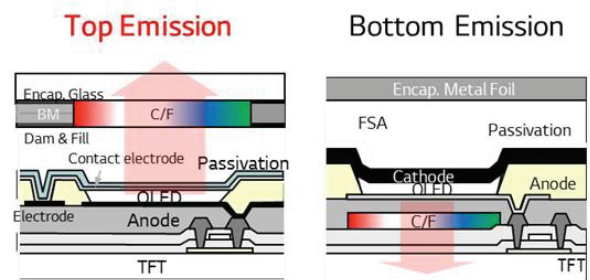 Top Emission
Encap. Glass
BM
C/F
Dam & Fill
Contact electrode
Passivation
OLED
Electrode
Anode
TFT
Bottom Emission
Encap. Metal Foil
FSA
Passivation
Cathode
OLED
Anode
C/F
TFT